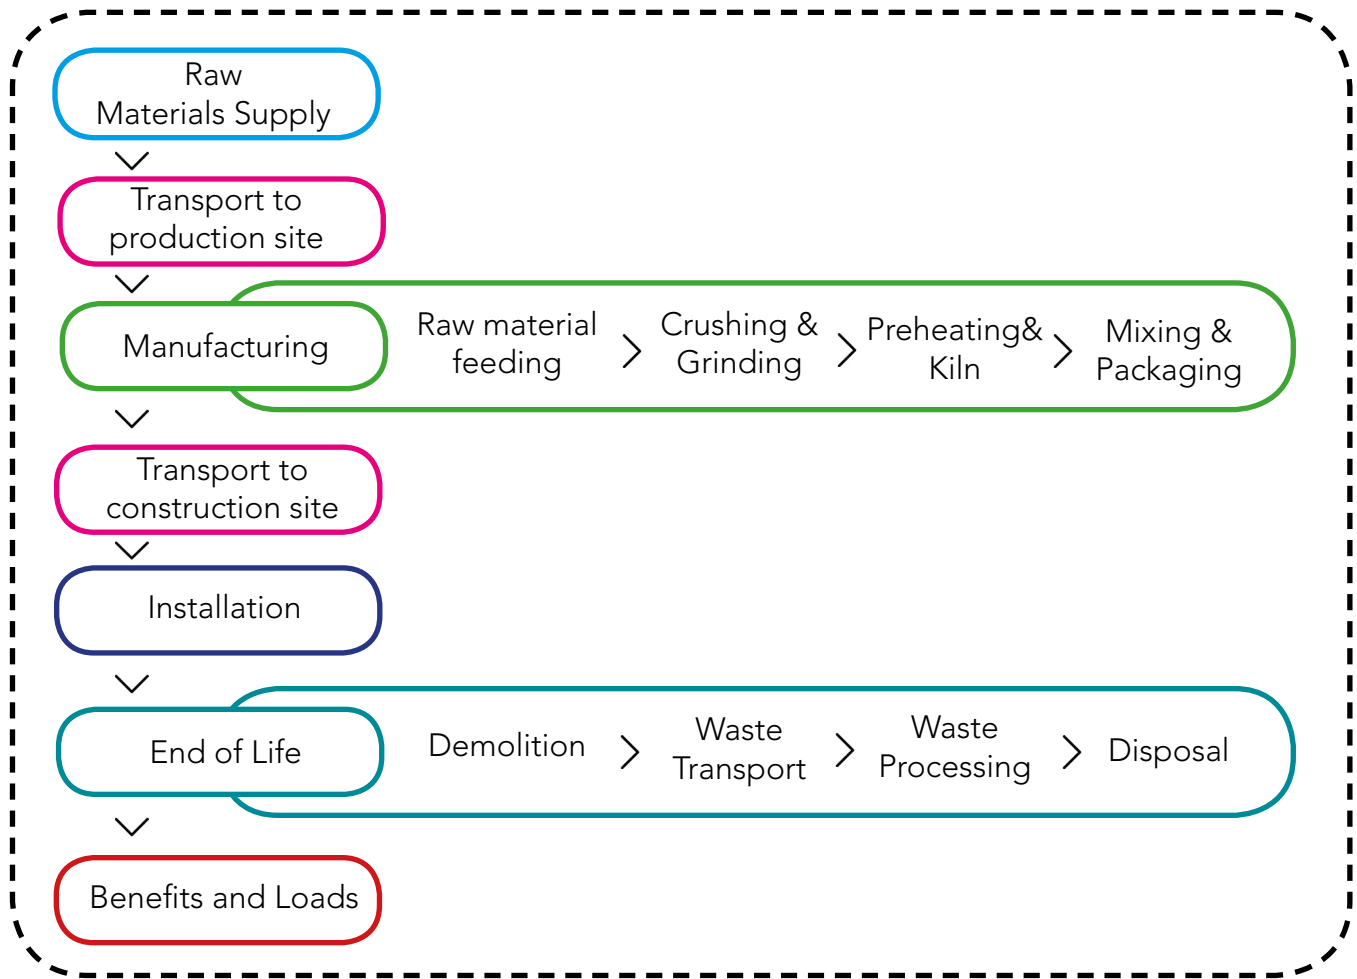 Raw
Materials Supply
Transport to
production site
Manufacturing
Raw material
feeding
Crushing &
Grinding
Preheating&
Kiln
Mixing &
Packaging
Transport to
construction site
Installation
End of Life
Demolition
Waste
Transport
Waste
Processing
Disposal
Benefits and Loads